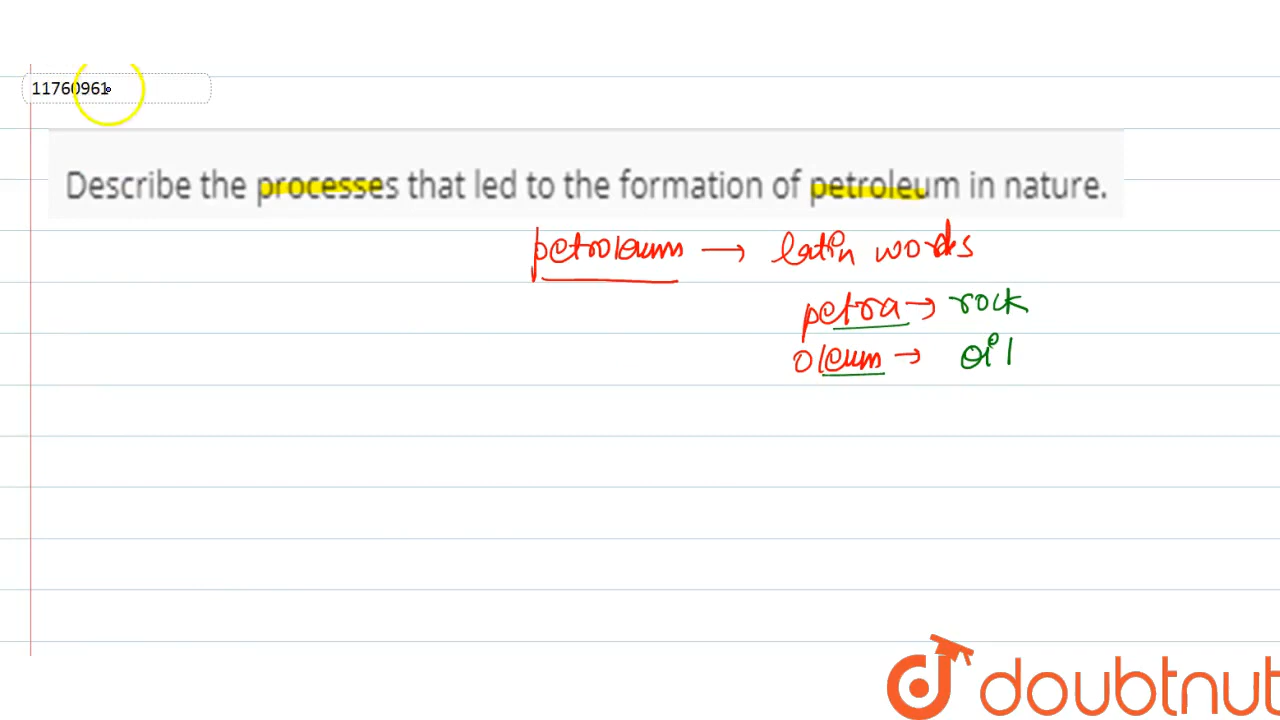 11760961
Describe the processes that led to the formation of petroleum in nature.
petroleum → latin words
petra → rock
oleum → oil
doubtnut